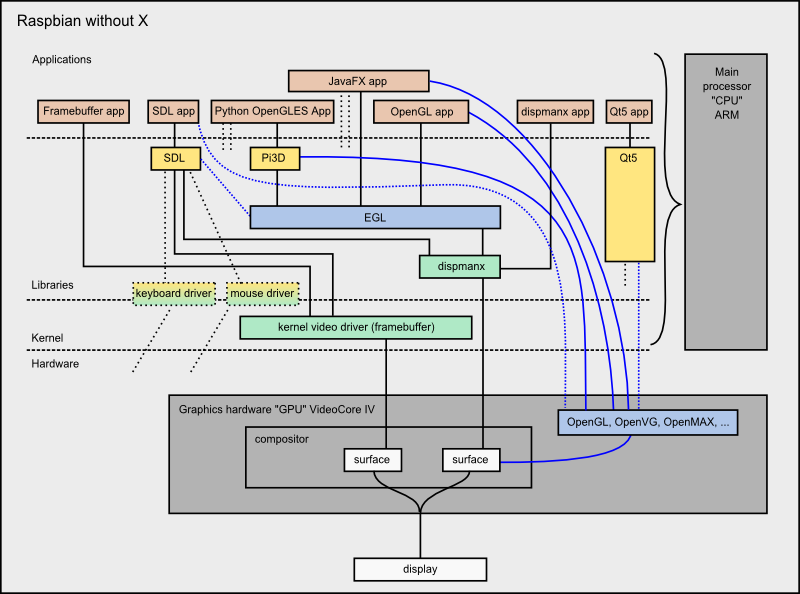 Raspbian without X
Applications
JavaFX app
Framebuffer app
SDL app
Python OpenGLES App
OpenGL app
dispmanx app
Qt5 app
Main
processor
"CPU"
ARM
SDL
Pi3D
Qt5
EGL
dispmanx
Libraries
keyboard driver
mouse driver
kernel video driver (framebuffer)
Kernel
Hardware
Graphics hardware "GPU" VideoCore IV
OpenGL, OpenVG, OpenMAX, ...
compositor
surface
surface
display